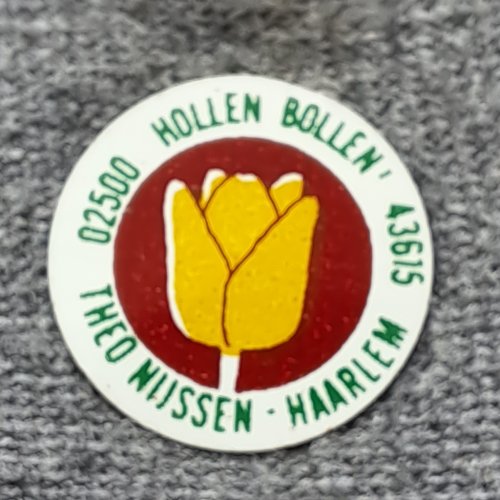 02500 HOLLEN BOLLEN' 43615
THEO NIJSSEN - HAARLEM